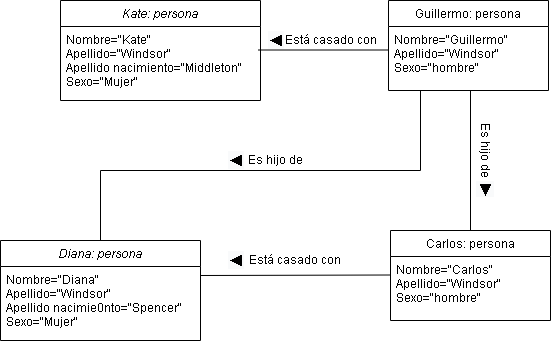 Kate: persona
Nombre="Kate"
Apellido="Windsor"
Apellido nacimiento="Middleton"
Sexo="Mujer"
Está casado con
Guillermo: persona
Nombre="Guillermo"
Apellido="Windsor"
Sexo="hombre"
Es hijo de
Es hijo de
Diana: persona
Nombre="Diana"
Apellido="Windsor"
Apellido nacimie0nto="Spencer"
Sexo="Mujer"
Está casado con
Carlos: persona
Nombre="Carlos"
Apellido="Windsor"
Sexo="hombre"